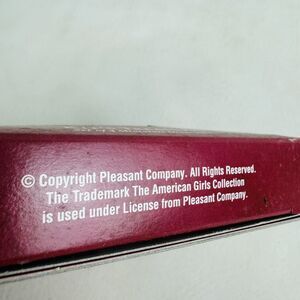 © Copyright Pleasant Company. All Rights Reserved.
The Trademark The American Girls Collection
is used under License from Pleasant Company.